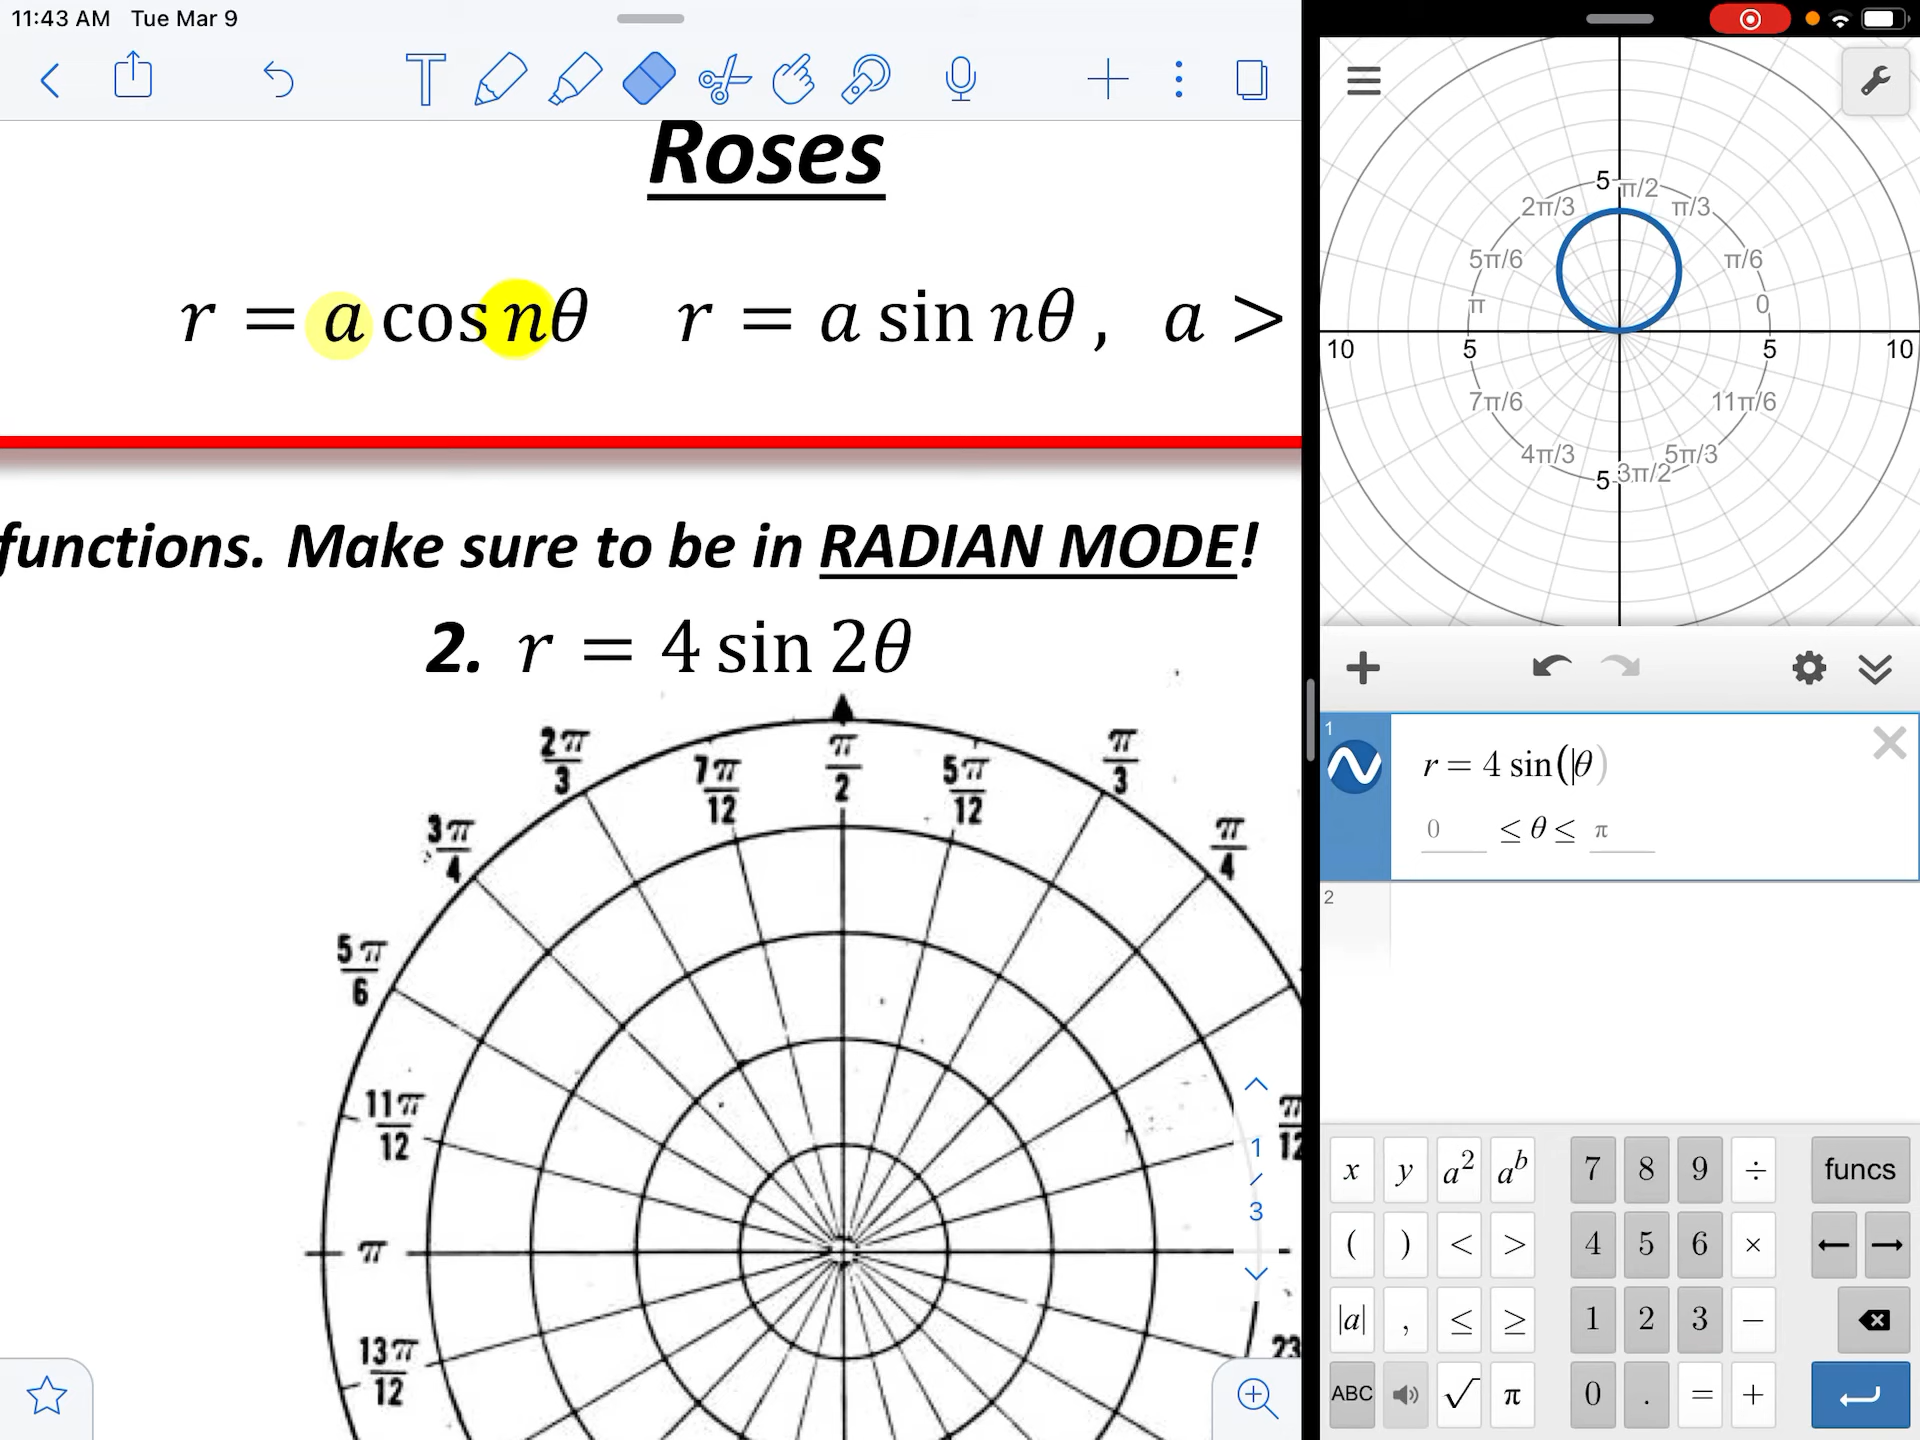 11:43 AM Tue Mar 9
Roses
r = a cos nθ r = a sin nθ , a >
functions. Make sure to be in RADIAN MODE!
2. r = 4 sin 2θ
2π/3 7π/12 π/2 5π/12 π/3
3π/4 π/4
5π/6
11π/12 π/12
π
13π/12 23
1/3
5 π/2
2π/3 π/3
5π/6 π/6
π 0
10 5 5 10
7π/6 11π/6
4π/3 5π/3
5 3π/2
1
r = 4 sin(θ)
0 ≤ θ ≤ π
2
x y a² aᵇ 7 8 9 ÷ funcs
( ) < > 4 5 6 × ← →
|a| , ≤ ≥ 1 2 3 −
ABC √ π 0 . = +